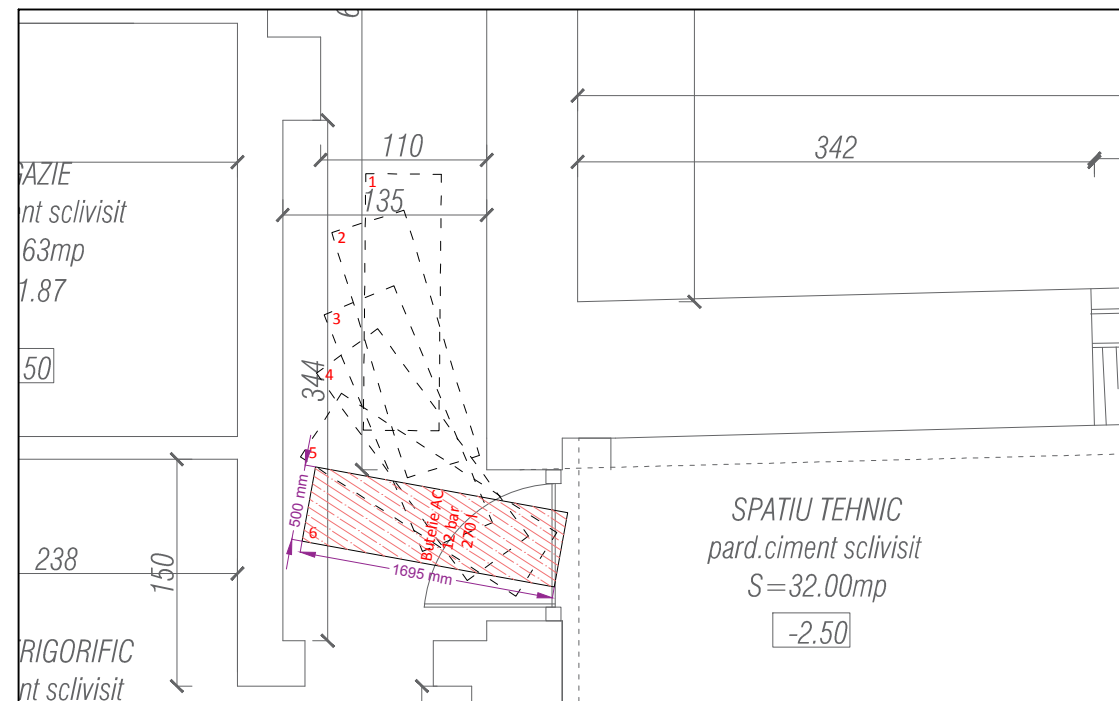 110
342
1
135
GAZIE
nt sclivisit
63mp
1.87
50
2
3
4
344
5
6
500 mm
Butelie AC
12 bar
270 l
1695 mm
SPATIU TEHNIC
pard.ciment sclivisit
S=32.00mp
-2.50
238
150
RIGORIFIC
nt sclivisit